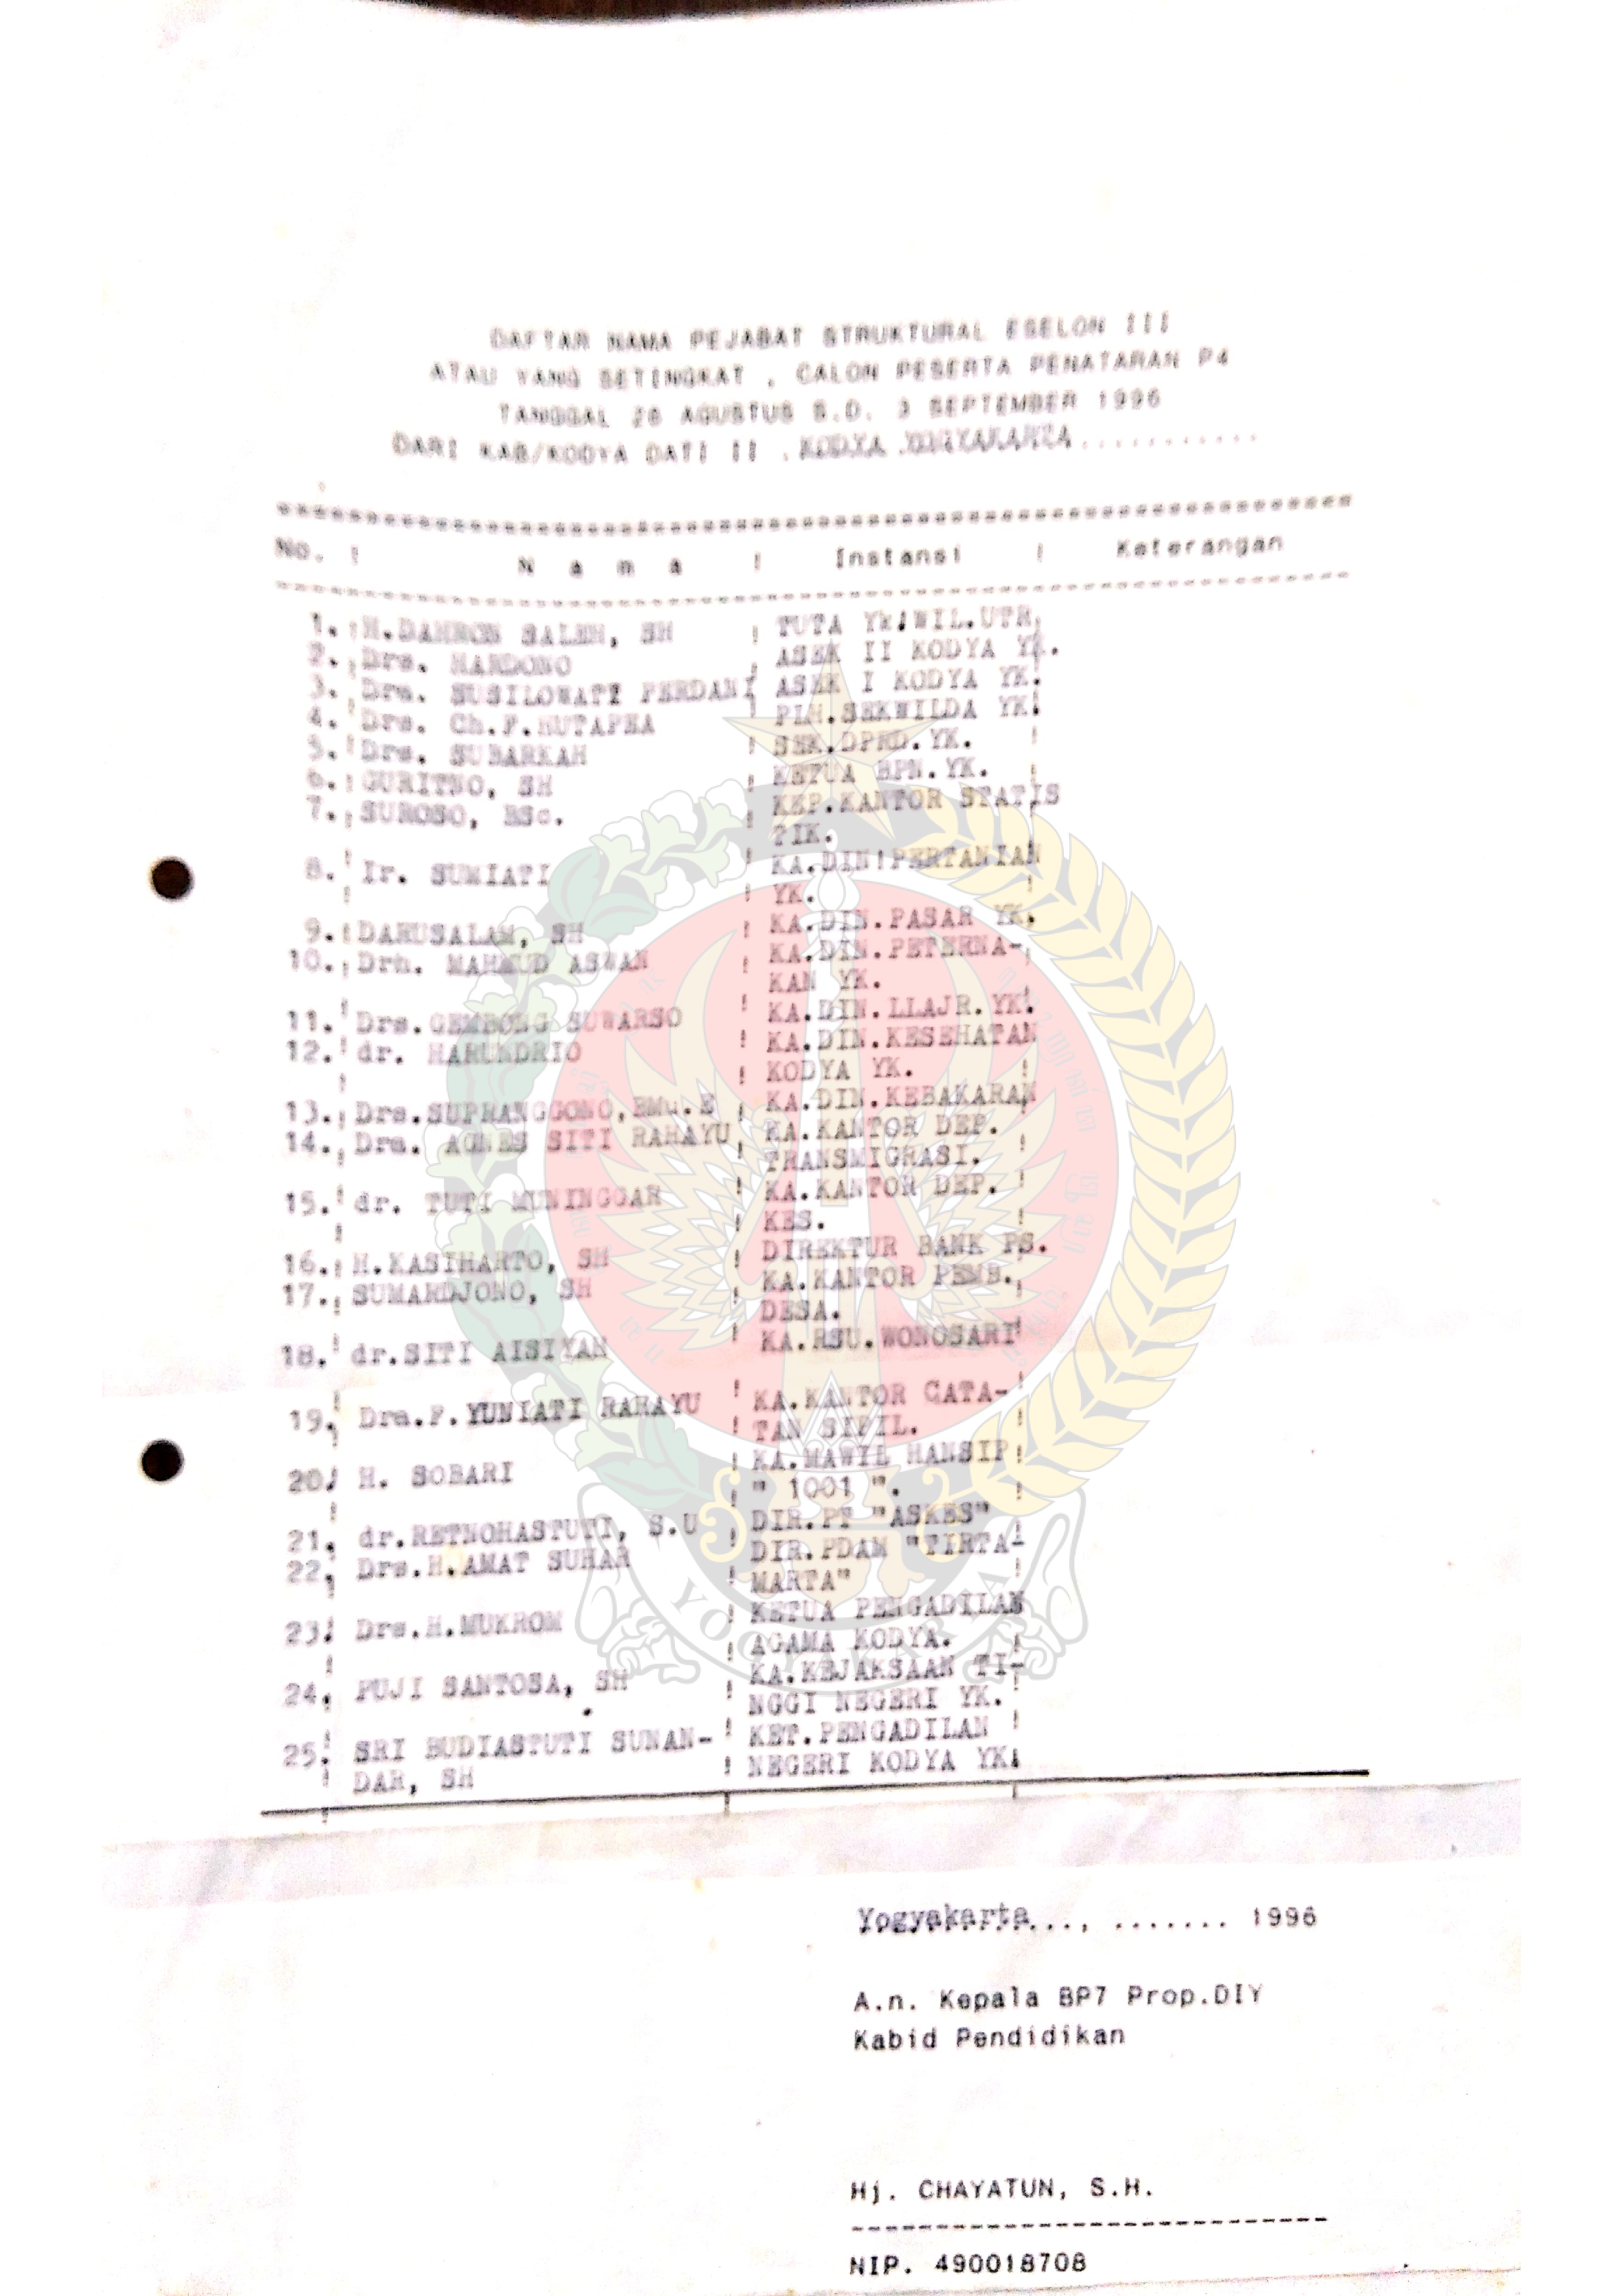 DAFTAR NAMA PEJABAT STRUKTURAL ESELON III
ATAU YANG SETINGKAT , CALON PESERTA PENATARAN P4
TANGGAL 28 AGUSTUS S.D. 3 SEPTEMBER 1996
DARI KAB/KODYA DATI II . KODYA YOGYAKARTA ...........
No. ! N a m a ! Instansi ! Keterangan
1. H.DAHRON SALEH, SH TUTA YK.WIL.UTR
2. Drs. HARDONO ASEK II KODYA YK.
3. Dra. SUSILOWATI PERDANI ASEK I KODYA YK.
4. Drs. Ch.F.HUTAPEA PLH.SEKWILDA YK.
5. Drs. SUBARKAH SEK.DPRD.YK.
6. GURITNO, SH KETUA BPN.YK.
7. SUROSO, BSc. KEP.KANTOR STATIS
?IK.
8. Ir. SUMIATI KA.DIN!PERTANIAN
YK.
9. DARUSALAM, SH KA.DIN.PASAR YK.
10. Drh. MAHMUD ASWAN KA.DIN.PETERNA-
KAN YK.
11. Drs.GEMBONG SUWARSO KA.DIN.LLAJR.YK.
12. dr. HARUNDRIO KA.DIN.KESEHATAN
KODYA YK.
13. Drs.SUPHANGGONO,BMu.E KA.DIN.KEBAKARAN
14. Dra. AGNES SITI RAHAYU KA.KANTOR DEP.
TRANSMIGRASI.
15. dr. TUTI MUNINGGAR KA.KANTOR DEP.
KES.
16. H.KASIHARTO, SH DIREKTUR BANK PS.
17. SUMARDJONO, SH KA.KANTOR PEMB.
DESA.
18. dr.SITI AISIYAH KA.RSU.WONOSARI
19. Dra.F.YUNIATI RAHAYU KA.KANTOR CATA-
TAN SIPIL.
20. H. SOBARI KA.MAWIL HANSIP
" 1001 ".
21. dr.RETNOHASTUTI, S.U DIR.PT "ASKES"
22. Drs.H.AMAT SUHAR DIR.PDAM "TIRTA-
MARTA"
23. Drs.H.MUKROM KETUA PENGADILAN
AGAMA KODYA.
24. PUJI SANTOSA, SH KA.KEJAKSAAN TI-
NGGI NEGERI YK.
25. SRI BUDIASTUTI SUNAN- KET.PENGADILAN
DAR, SH NEGERI KODYA YK.
YOGYAKARTA
Yogyakarta..., ....... 1996
A.n. Kepala BP7 Prop.DIY
Kabid Pendidikan
Hj. CHAYATUN, S.H.
NIP. 490018708